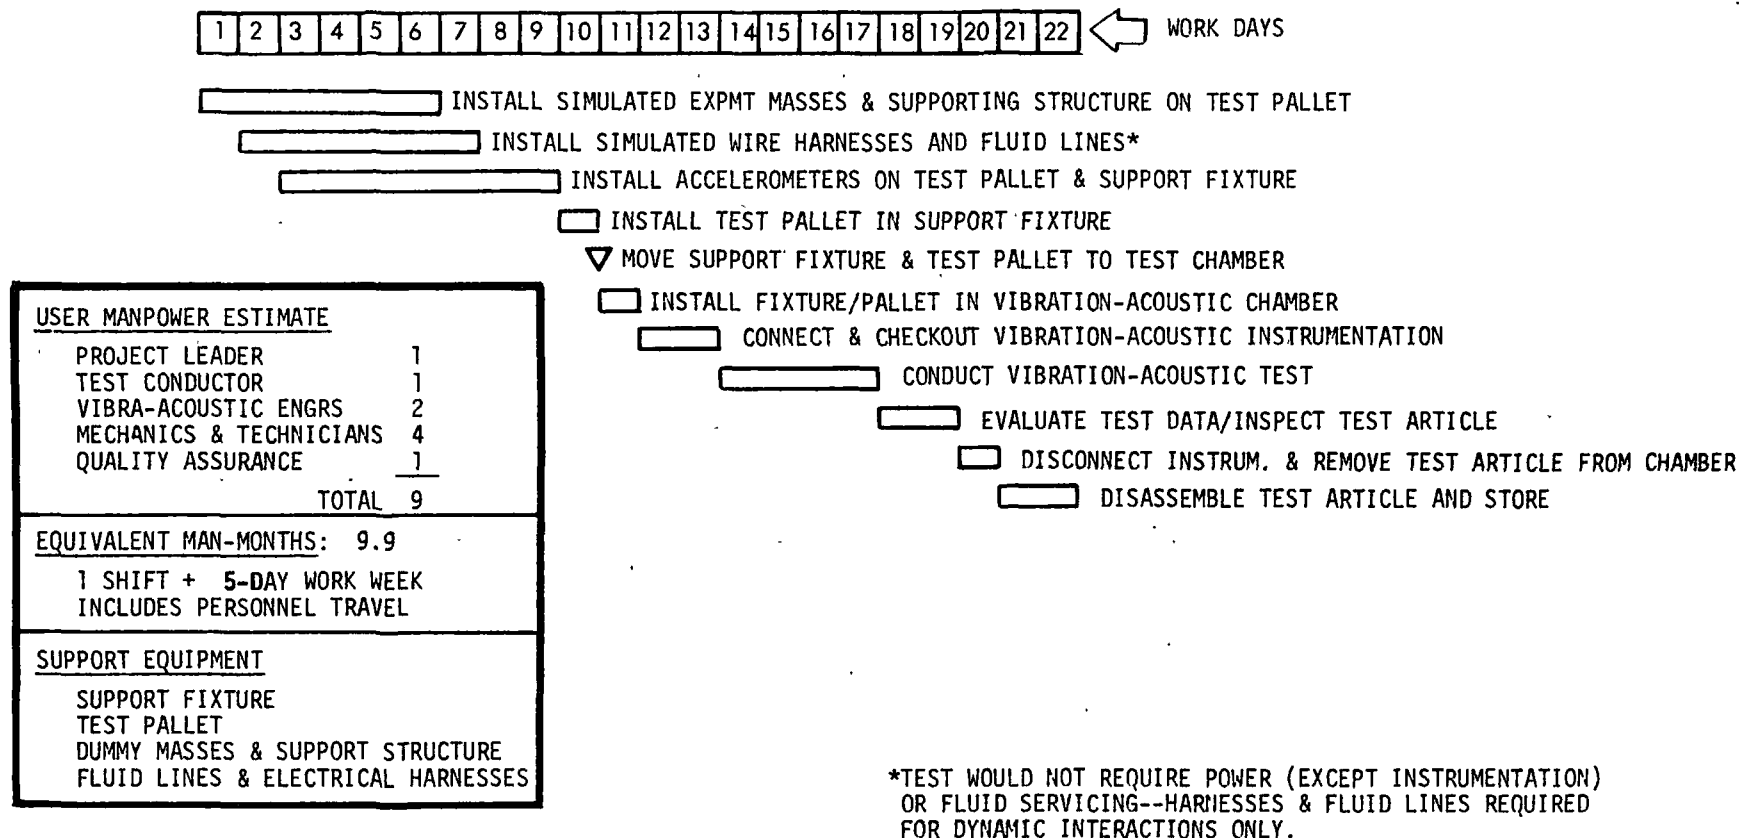 1 2 3 4 5 6 7 8 9 10 11 12 13 14 15 16 17 18 19 20 21 22 WORK DAYS
INSTALL SIMULATED EXPMT MASSES & SUPPORTING STRUCTURE ON TEST PALLET
INSTALL SIMULATED WIRE HARNESSES AND FLUID LINES*
INSTALL ACCELEROMETERS ON TEST PALLET & SUPPORT FIXTURE
INSTALL TEST PALLET IN SUPPORT FIXTURE
MOVE SUPPORT FIXTURE & TEST PALLET TO TEST CHAMBER
INSTALL FIXTURE/PALLET IN VIBRATION-ACOUSTIC CHAMBER
CONNECT & CHECKOUT VIBRATION-ACOUSTIC INSTRUMENTATION
CONDUCT VIBRATION-ACOUSTIC TEST
EVALUATE TEST DATA/INSPECT TEST ARTICLE
DISCONNECT INSTRUM. & REMOVE TEST ARTICLE FROM CHAMBER
DISASSEMBLE TEST ARTICLE AND STORE
USER MANPOWER ESTIMATE
PROJECT LEADER 1
TEST CONDUCTOR 1
VIBRA-ACOUSTIC ENGRS 2
MECHANICS & TECHNICIANS 4
QUALITY ASSURANCE 1
TOTAL 9
EQUIVALENT MAN-MONTHS: 9.9
1 SHIFT + 5-DAY WORK WEEK
INCLUDES PERSONNEL TRAVEL
SUPPORT EQUIPMENT
SUPPORT FIXTURE
TEST PALLET
DUMMY MASSES & SUPPORT STRUCTURE
FLUID LINES & ELECTRICAL HARNESSES
*TEST WOULD NOT REQUIRE POWER (EXCEPT INSTRUMENTATION)
OR FLUID SERVICING--HARNESSES & FLUID LINES REQUIRED
FOR DYNAMIC INTERACTIONS ONLY.